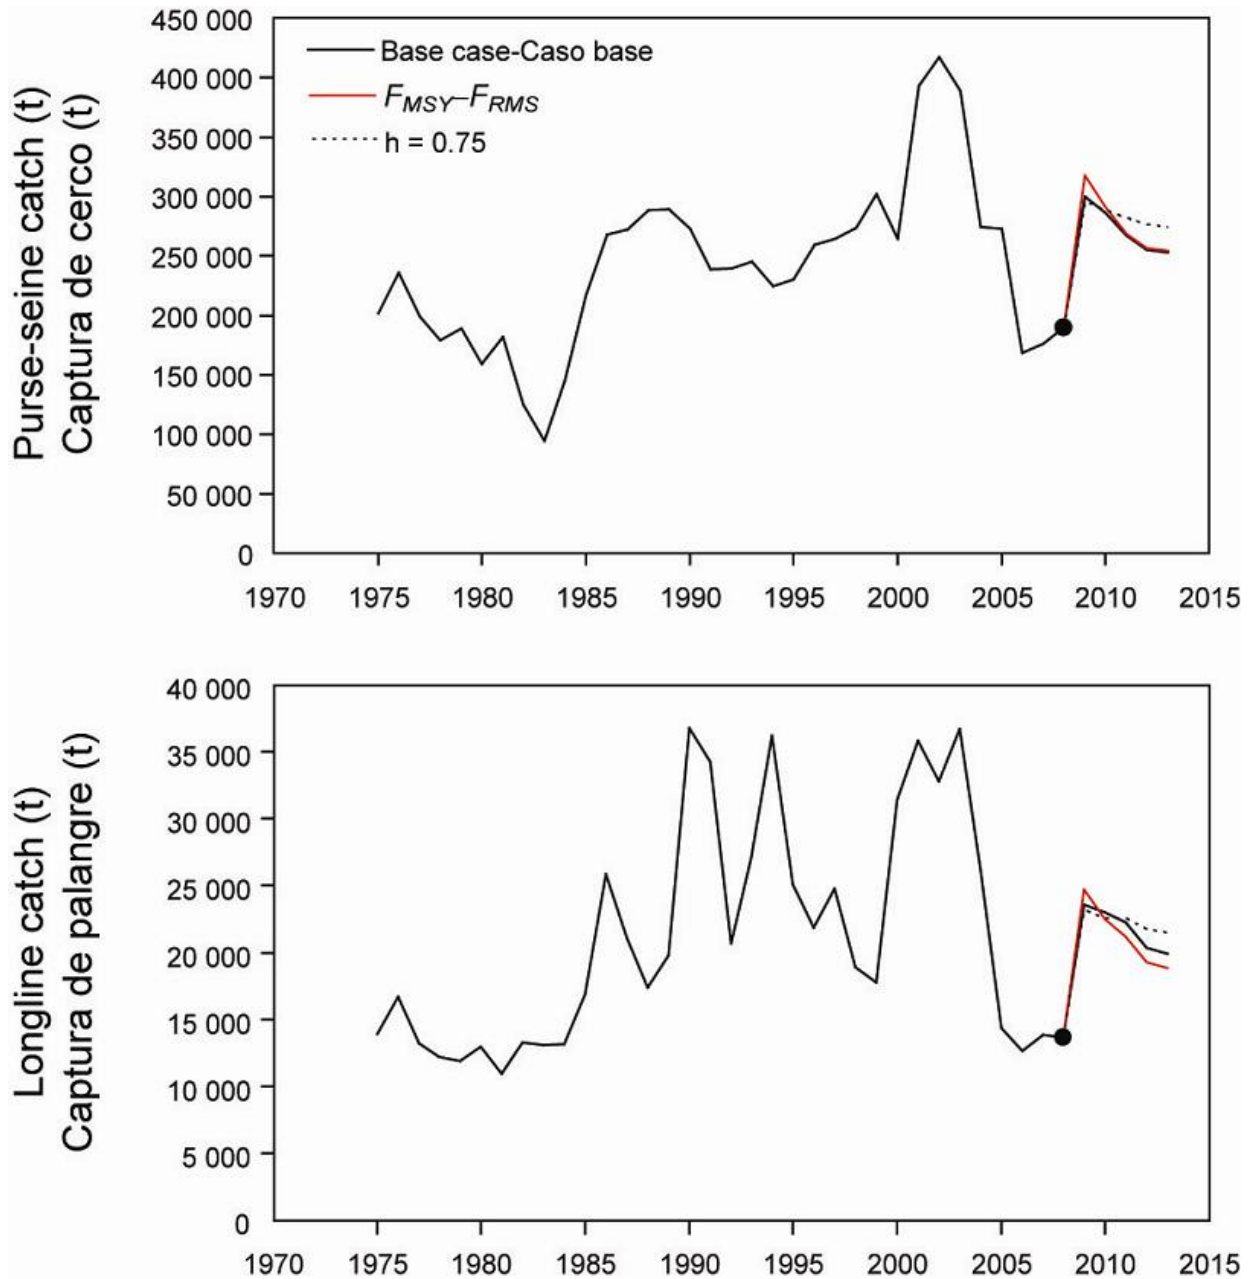 Purse-seine catch (t)
Captura de cerco (t)
450 000
400 000
350 000
300 000
250 000
200 000
150 000
100 000
50 000
0
Base case-Caso base
FMSY–FRMS
h = 0.75
1970 1975 1980 1985 1990 1995 2000 2005 2010 2015
Longline catch (t)
Captura de palangre (t)
40 000
35 000
30 000
25 000
20 000
15 000
10 000
5 000
0
1970 1975 1980 1985 1990 1995 2000 2005 2010 2015